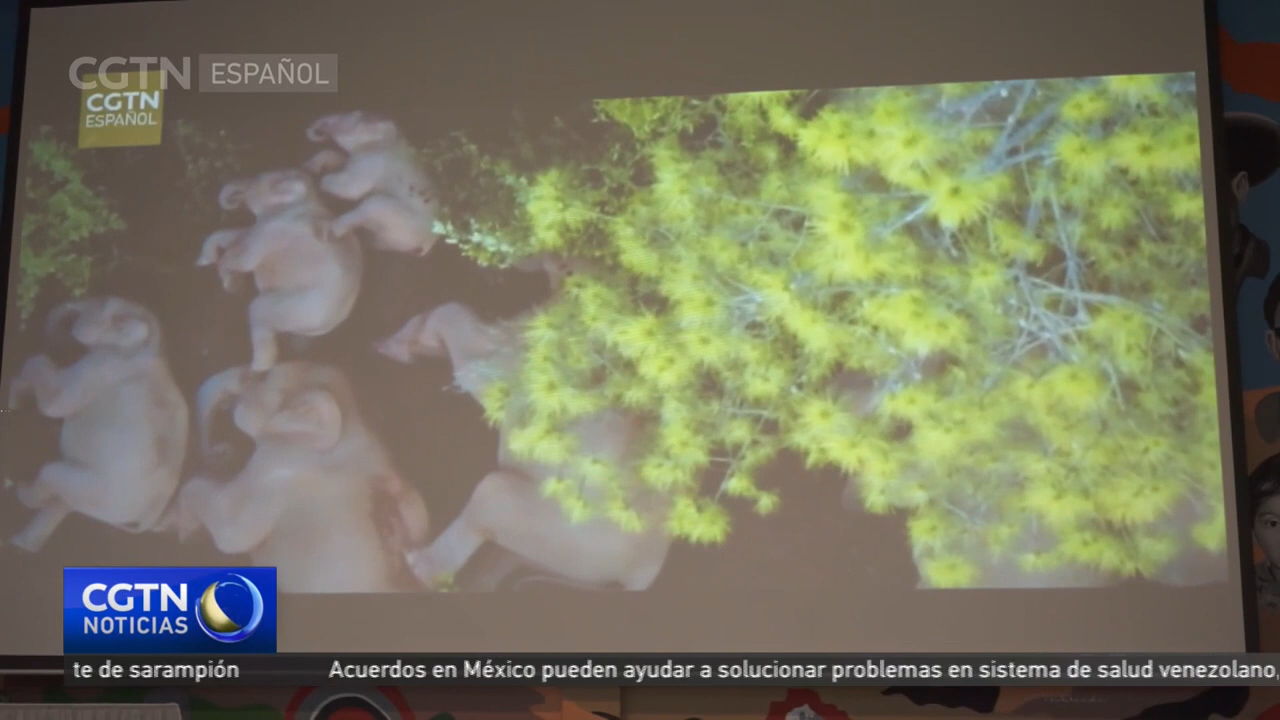 CGTN ESPAÑOL
CGTN
ESPAÑOL
CGTN
NOTICIAS
te de sarampión Acuerdos en México pueden ayudar a solucionar problemas en sistema de salud venezolano,